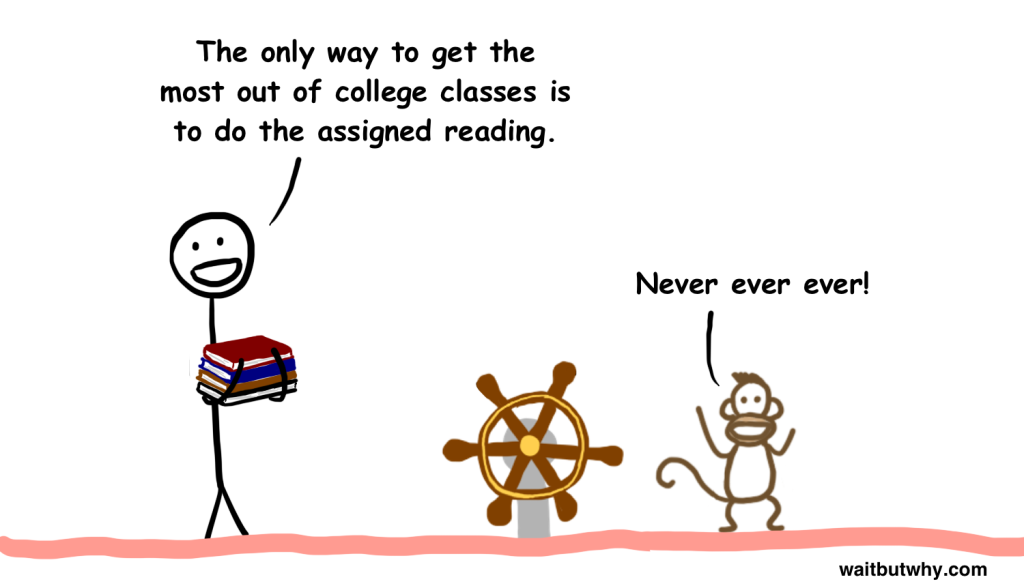 The only way to get the
most out of college classes is
to do the assigned reading.
Never ever ever!
waitbutwhy.com